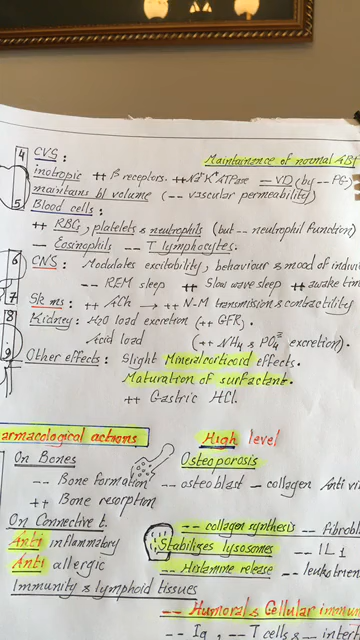 4 CVS:
Maintainence of normal ABP
inotropic ++ β receptors. ++ Na⁺K⁺ATPase — VD (by -- PG)
maintains bl volume (-- vascular permeability)
5 Blood cells:
++ RBC, platelets & neutrophils (but -- neutrophil function)
— Eosinophils -- T lymphocytes.
6 CNS: Modulates excitability, behaviour & mood of indivi
-- REM sleep ++ Slow wave sleep ++ awake time
7 Sk ms: ++ ACh → ++ N-M transmission & contractility
8 Kidney: H₂O load excretion (++ GFR.
Acid load (++ NH₄ & PO₄≡ excretion).
9 Other effects: Slight Mineralcorticord effects.
Maturation of surfactant.
++ Gastric HCl.
armacological actions High level
On Bones Osteoporosis
-- Bone formation -- osteoblast — collagen Anti vi
++ Bone resorption
On Connective t. -- collagen synthesis -- Fibrobl
Anti inflammatory Stabilizes lysosomes -- IL1
Anti allergic -- Histamine release -- leukotrien
Immunity & lymphoid tissues
-- Humoral & Cellular immun
-- Ig, -- T cells &